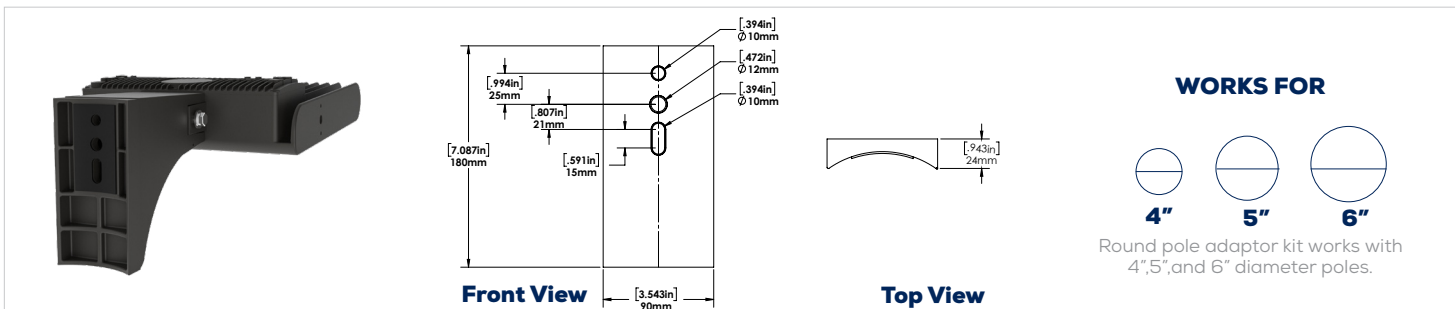 [.394in]
Ø10mm
[.472in]
Ø12mm
[.394in]
Ø10mm
[.994in]
25mm
[.807in]
21mm
[.591in]
15mm
[7.087in]
180mm
[3.543in]
90mm
Front View
[.943in]
24mm
Top View
WORKS FOR
4” 5” 6”
Round pole adaptor kit works with
4”,5”,and 6” diameter poles.